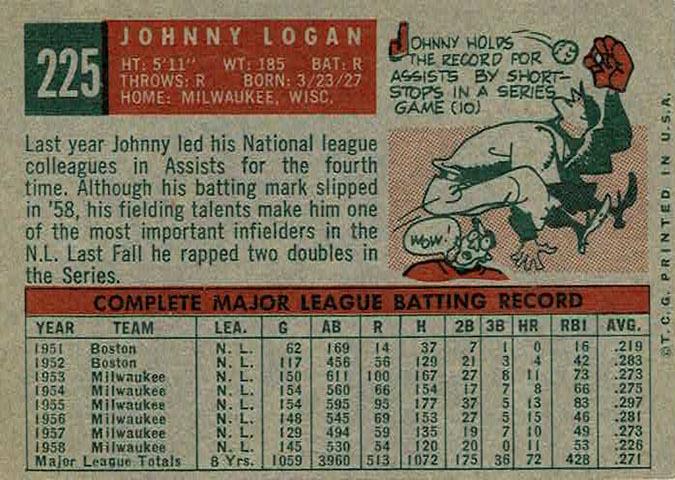 225
JOHNNY LOGAN
HT: 5'11" WT: 185 BAT: R
THROWS: R BORN: 3/23/27
HOME: MILWAUKEE, WISC.
JOHNNY HOLDS
THE RECORD FOR
ASSISTS BY SHORT-
STOPS IN A SERIES
GAME (10)
Last year Johnny led his National league
colleagues in Assists for the fourth
time. Although his batting mark slipped
in '58, his fielding talents make him one
of the most important infielders in the
N.L. Last Fall he rapped two doubles in
the Series.
WOW!
COMPLETE MAJOR LEAGUE BATTING RECORD
YEAR TEAM LEA. G AB R H 2B 3B HR RBI AVG.
1951 Boston N. L. 62 169 14 37 7 1 0 16 .219
1952 Boston N. L. 117 456 56 129 21 3 4 42 .283
1953 Milwaukee N. L. 150 611 100 167 27 8 11 73 .273
1954 Milwaukee N. L. 154 560 66 154 17 7 8 66 .275
1955 Milwaukee N. L. 154 595 95 177 37 5 13 83 .297
1956 Milwaukee N. L. 148 545 69 153 27 5 15 46 .281
1957 Milwaukee N. L. 129 494 59 135 19 7 10 49 .273
1958 Milwaukee N. L. 145 530 54 120 20 0 11 53 .226
Major League Totals 8 Yrs. 1059 3960 513 1072 175 36 72 428 .271
©T.C.G. PRINTED IN U.S.A.